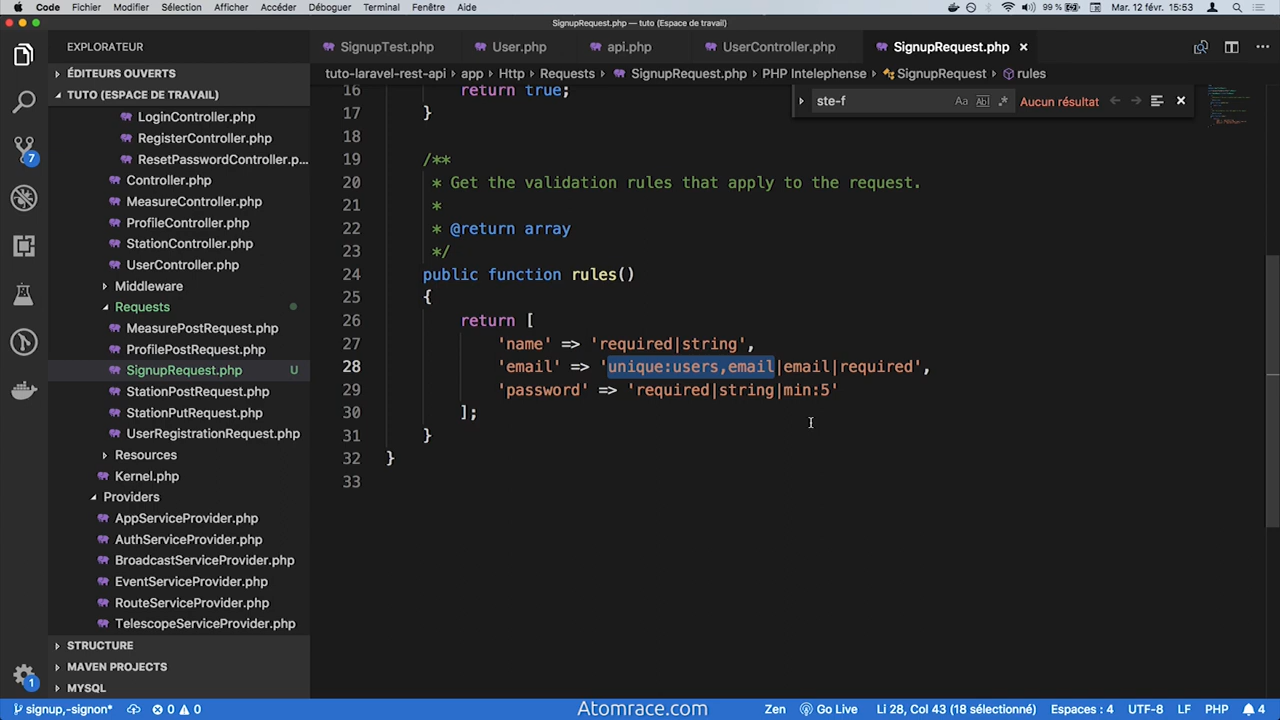 Code Fichier Modifier Sélection Afficher Accéder Déboguer Terminal Fenêtre Aide 99 % Mar. 12 févr. 15:53
SignupRequest.php — tuto (Espace de travail)
EXPLORATEUR
SignupTest.php User.php api.php UserController.php SignupRequest.php
ÉDITEURS OUVERTS
tuto-laravel-rest-api app Http Requests SignupRequest.php PHP Intelephense SignupRequest rules
TUTO (ESPACE DE TRAVAIL)
ste-f Aa Abl .* Aucun résultat
LoginController.php
RegisterController.php
ResetPasswordController.p...
Controller.php
MeasureController.php
ProfileController.php
StationController.php
UserController.php
Middleware
Requests
MeasurePostRequest.php
ProfilePostRequest.php
SignupRequest.php U
StationPostRequest.php
StationPutRequest.php
UserRegistrationRequest.php
Resources
Kernel.php
Providers
AppServiceProvider.php
AuthServiceProvider.php
BroadcastServiceProvider.php
EventServiceProvider.php
RouteServiceProvider.php
TelescopeServiceProvider.php
STRUCTURE
MAVEN PROJECTS
MYSQL
7
1
16 return true;
17 }
18
19 /**
20 * Get the validation rules that apply to the request.
21 *
22 * @return array
23 */
24 public function rules()
25 {
26 return [
27 'name' => 'required|string',
28 'email' => 'unique:users,email|email|required',
29 'password' => 'required|string|min:5'
30 ];
31 }
32 }
33
signup,-signon* 0 0 Atomrace.com Zen Go Live Li 28, Col 43 (18 sélectionné) Espaces : 4 UTF-8 LF PHP 4